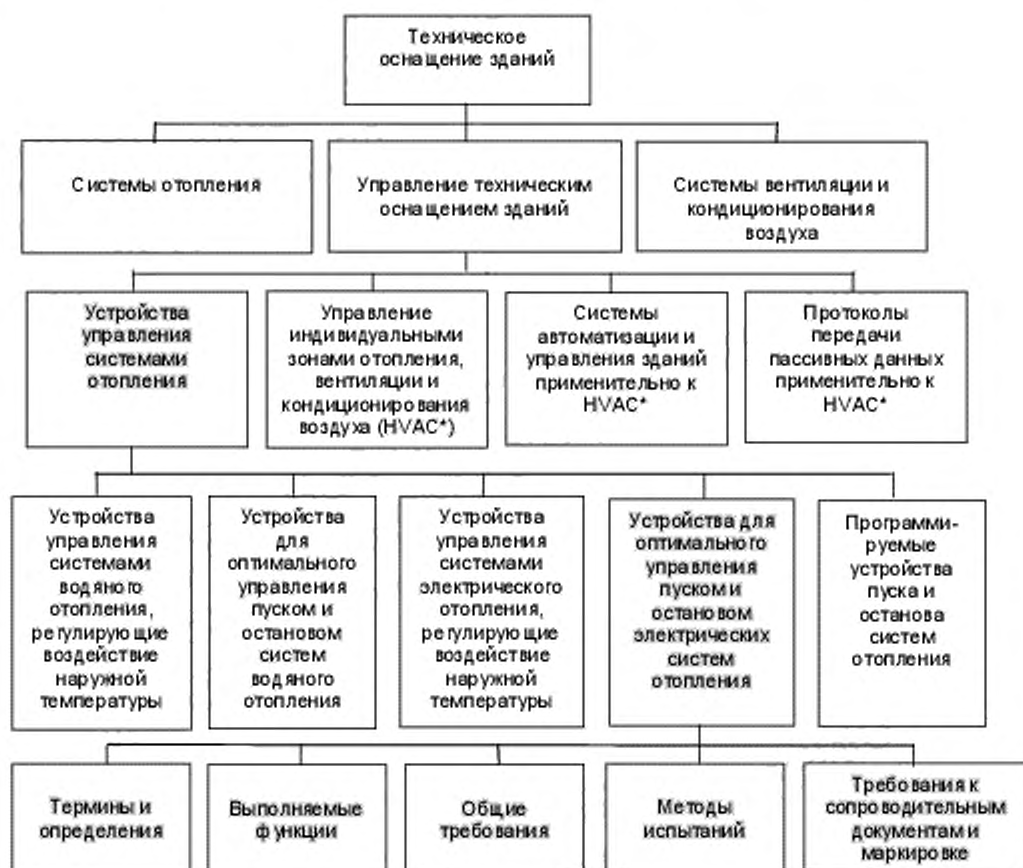 Техническое
оснащение зданий
Системы отопления
Управление техническим
оснащением зданий
Системы вентиляции и
кондиционирования
воздуха
Устройства
управления
системами
отопления
Управление
индивидуальными
зонами отопления,
вентиляции и
кондиционирования
воздуха (HVAC*)
Системы
автоматизации и
управления зданий
применительно к
HVAC*
Протоколы
передачи
пассивных данных
применительно к
HVAC*
Устройства
управления
системами
водяного
отопления,
регулирующие
воздействие
наружной
температуры
Устройства
для
оптимального
управления
пуском и
остановом
систем
водяного
отопления
Устройства
управления
системами
электрического
отопления,
регулирующие
воздействие
наружной
температуры
Устройства для
оптимального
управления
пуском и
остановом
электрических
систем
отопления
Программи-
руемые
устройства
пуска и
останова
систем
отопления
Термины и
определения
Выполняемые
функции
Общие
требования
Методы
испытаний
Требования к
сопроводительным
документам и
маркировке